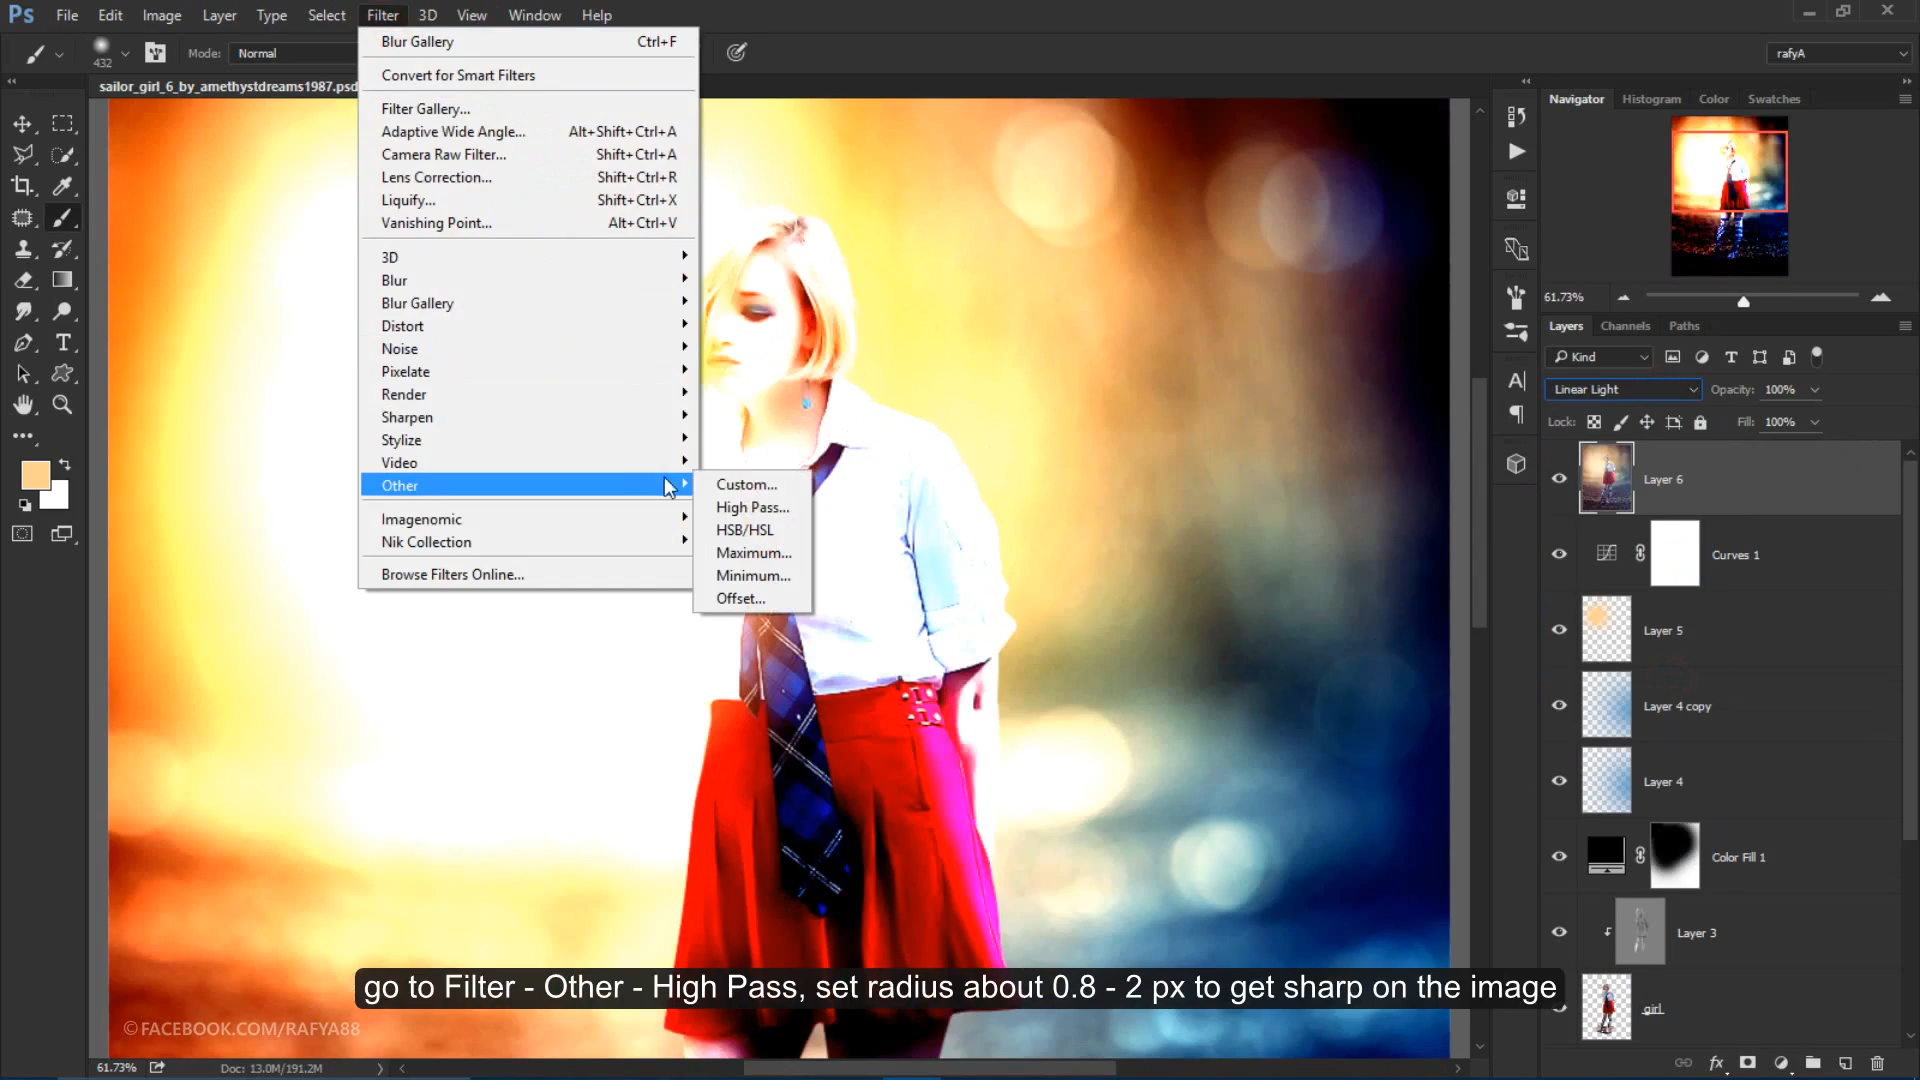 Ps File Edit Image Layer Type Select Filter 3D View Window Help
432 Mode: Normal rafyA
sailor_girl_6_by_amethystdreams1987.psd
Blur Gallery Ctrl+F
Convert for Smart Filters
Filter Gallery...
Adaptive Wide Angle... Alt+Shift+Ctrl+A
Camera Raw Filter... Shift+Ctrl+A
Lens Correction... Shift+Ctrl+R
Liquify... Shift+Ctrl+X
Vanishing Point... Alt+Ctrl+V
3D
Blur
Blur Gallery
Distort
Noise
Pixelate
Render
Sharpen
Stylize
Video
Other
Imagenomic
Nik Collection
Browse Filters Online...
Custom...
High Pass...
HSB/HSL
Maximum...
Minimum...
Offset...
Navigator Histogram Color Swatches
61.73%
Layers Channels Paths
Kind
Linear Light Opacity: 100%
Lock: Fill: 100%
Layer 6
Curves 1
Layer 5
Layer 4 copy
Layer 4
Color Fill 1
Layer 3
girl
go to Filter - Other - High Pass, set radius about 0.8 - 2 px to get sharp on the image
©FACEBOOK.COM/RAFYA88
61.73% Doc: 13.0M/191.2M